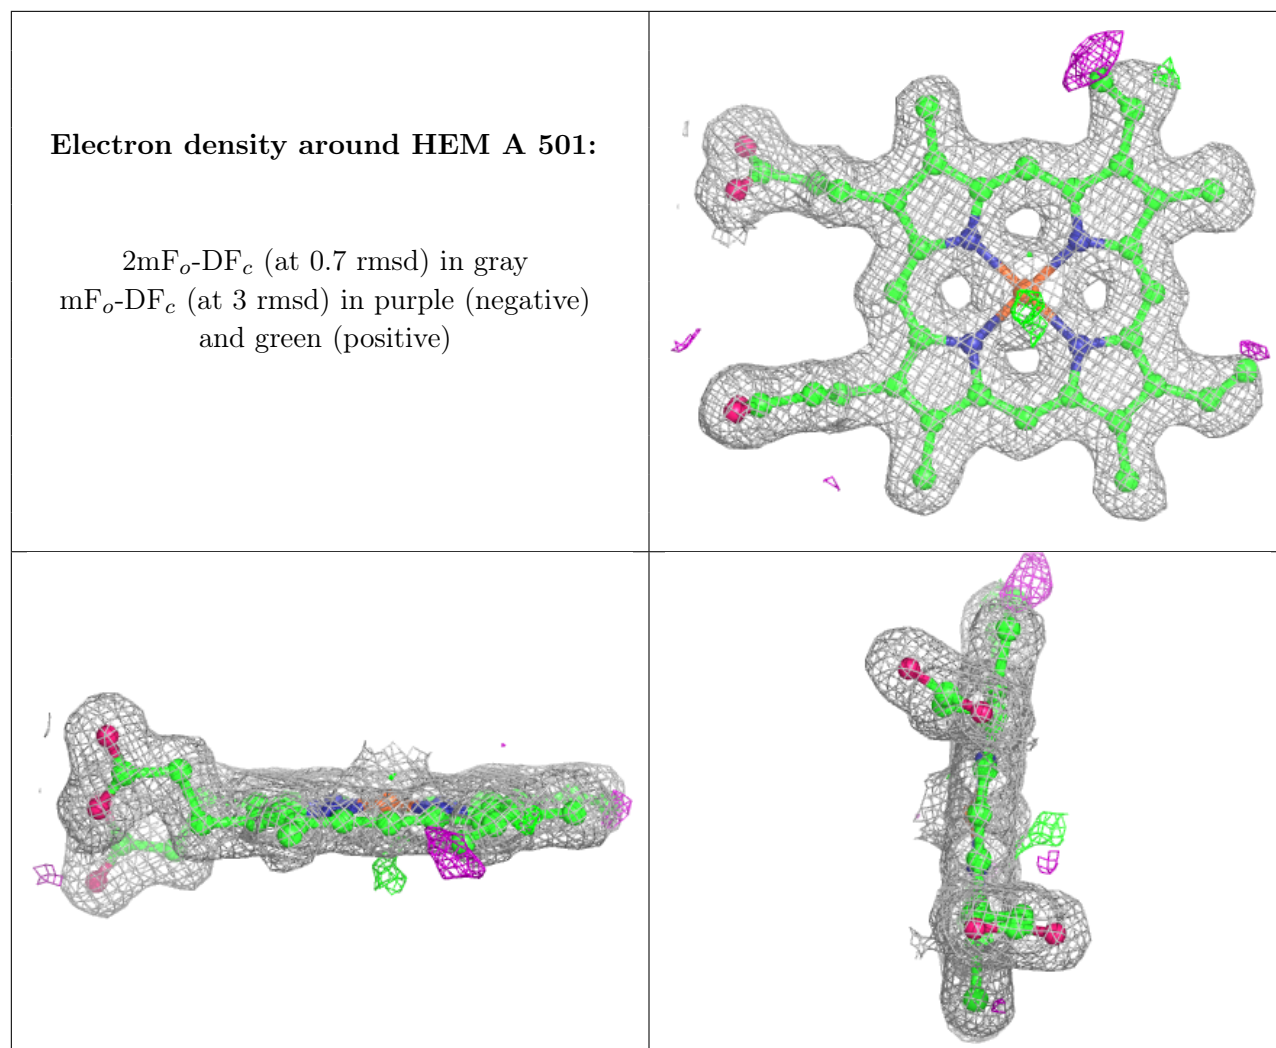 Electron density around HEM A 501:
2mFo-DFc (at 0.7 rmsd) in gray
mFo-DFc (at 3 rmsd) in purple (negative)
and green (positive)